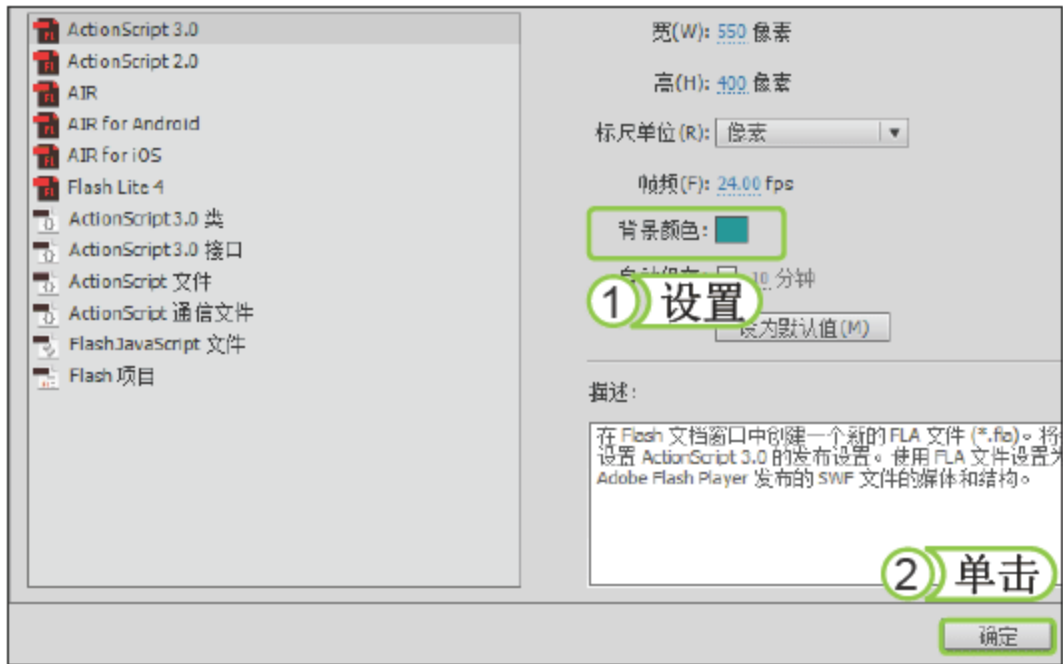 ActionScript 3.0
ActionScript 2.0
AIR
AIR for Android
AIR for iOS
Flash Lite 4
ActionScript 3.0 类
ActionScript 3.0 接口
ActionScript 文件
ActionScript 通信文件
FlashJavaScript 文件
Flash 项目
宽(W): 550 像素
高(H): 400 像素
标尺单位(R): 像素
帧频(F): 24.00 fps
背景颜色:
分钟
1 设置
设为默认值(M)
描述:
在 Flash 文档窗口中创建一个新的 FLA 文件 (*.fla)。将
设置 ActionScript 3.0 的发布设置。使用 FLA 文件设置为
Adobe Flash Player 发布的 SWF 文件的媒体和结构。
2 单击
确定